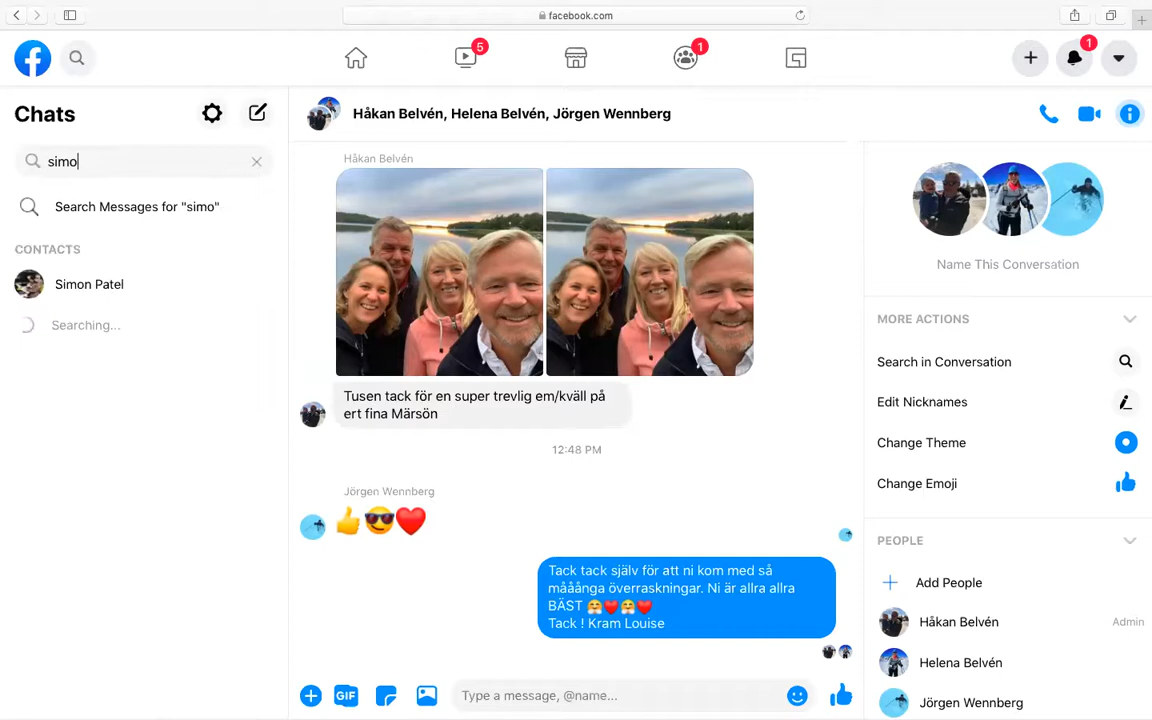 facebook.com
5
1
1
Chats
simo
Search Messages for "simo"
CONTACTS
Simon Patel
Searching...
Håkan Belvén, Helena Belvén, Jörgen Wennberg
Håkan Belvén
Tusen tack för en super trevlig em/kväll på
ert fina Märsön
12:48 PM
Jörgen Wennberg
👍😎❤️
Tack tack själv för att ni kom med så
mååånga överraskningar. Ni är allra allra
BÄST 🤗❤️🤗❤️
Tack ! Kram Louise
GIF
Type a message, @name...
Name This Conversation
MORE ACTIONS
Search in Conversation
Edit Nicknames
Change Theme
Change Emoji
PEOPLE
Add People
Håkan Belvén
Admin
Helena Belvén
Jörgen Wennberg